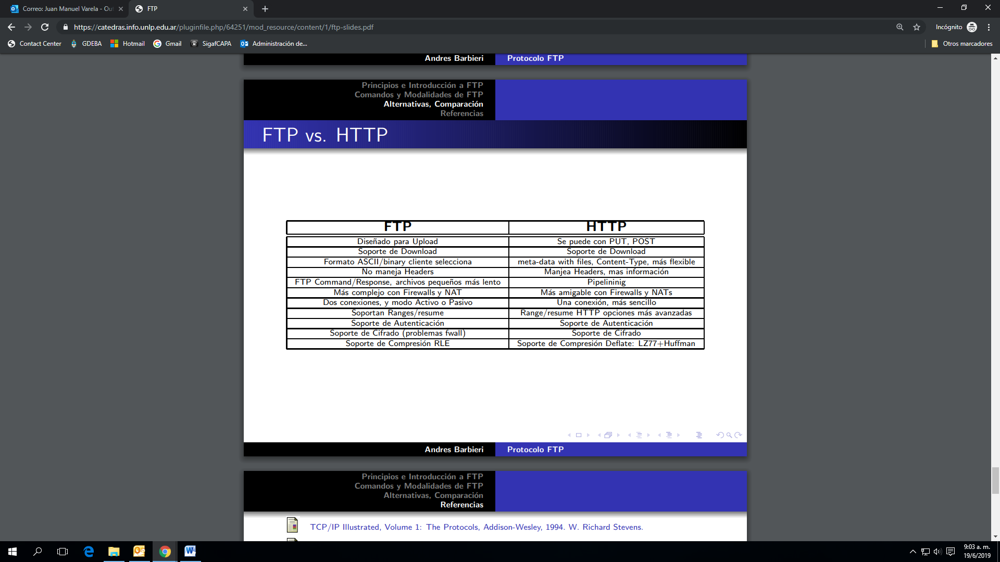 Correo: Juan Manuel Varela - Out
FTP
https://catedras.info.unlp.edu.ar/pluginfile.php/64251/mod_resource/content/1/ftp-slides.pdf
Incógnito
Contact Center
GDEBA
Hotmail
Gmail
SigafCAPA
Administración de...
Otros marcadores
Andres Barbieri
Protocolo FTP
Principios e Introducción a FTP
Comandos y Modalidades de FTP
Alternativas, Comparación
Referencias
FTP vs. HTTP
FTP HTTP
Diseñado para Upload Se puede con PUT, POST
Soporte de Download Soporte de Download
Formato ASCII/binary cliente selecciona meta-data with files, Content-Type, más flexible
No maneja Headers Manjea Headers, mas información
FTP Command/Response, archivos pequeños más lento Pipelininig
Más complejo con Firewalls y NAT Más amigable con Firewalls y NATs
Dos conexiones, y modo Activo o Pasivo Una conexión, más sencillo
Soportan Ranges/resume Range/resume HTTP opciones más avanzadas
Soporte de Autenticación Soporte de Autenticación
Soporte de Cifrado (problemas fwall) Soporte de Cifrado
Soporte de Compresión RLE Soporte de Compresión Deflate: LZ77+Huffman
Andres Barbieri
Protocolo FTP
Principios e Introducción a FTP
Comandos y Modalidades de FTP
Alternativas, Comparación
Referencias
TCP/IP Illustrated, Volume 1: The Protocols, Addison-Wesley, 1994. W. Richard Stevens.
9:03 a. m.
19/6/2019